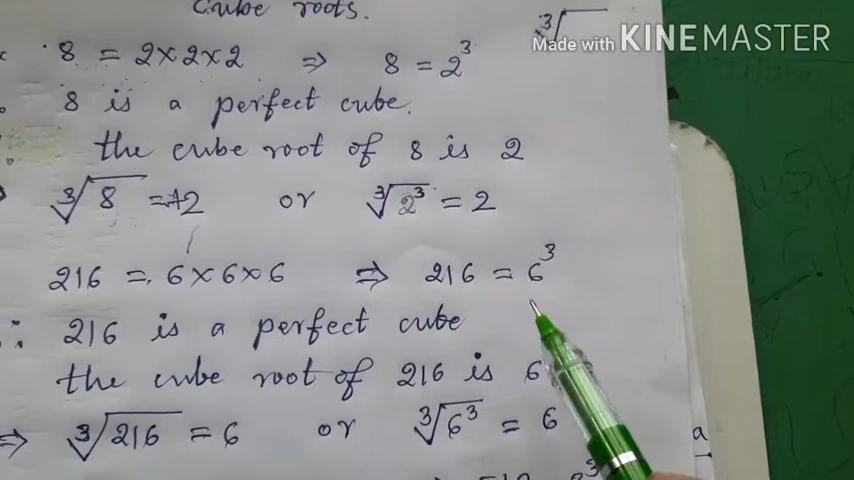 Cube roots.
∛
Made with KINEMASTER
8 = 2×2×2 ⇒ 8 = 2³
8 is a perfect cube.
∴ the cube root of 8 is 2
∛8 = 2 or ∛2³ = 2
216 = 6×6×6 ⇒ 216 = 6³
∴ 216 is a perfect cube
the cube root of 216 is 6
⇒ ∛216 = 6 or ∛6³ = 6
a